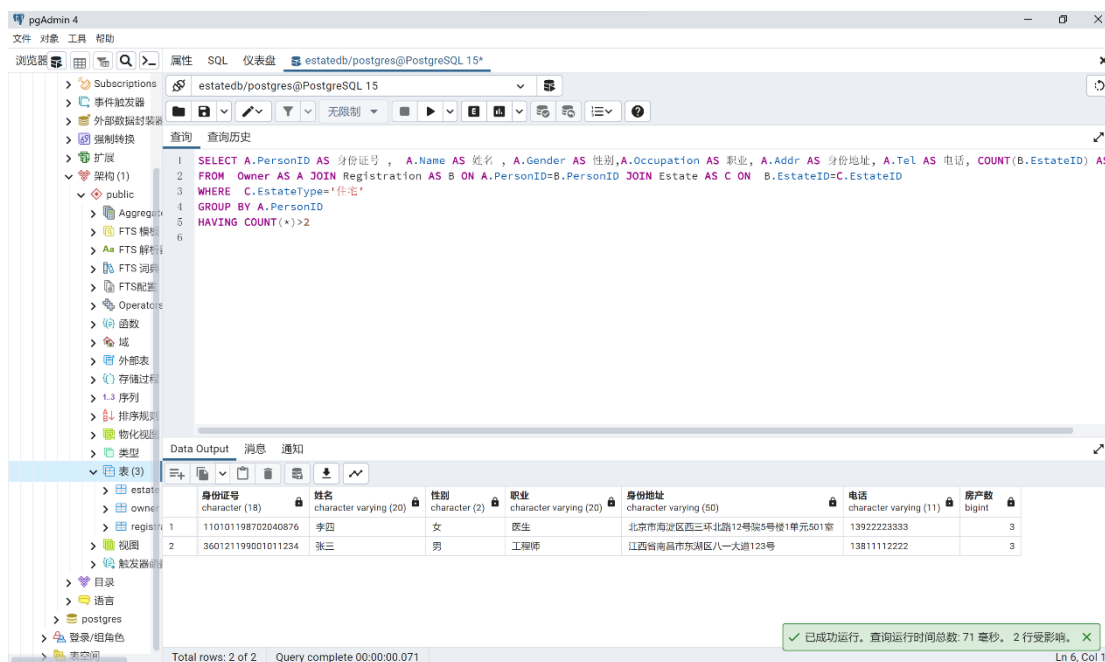 pgAdmin 4
文件 对象 工具 帮助
浏览器 属性 SQL 仪表盘 estatedb/postgres@PostgreSQL 15*
estatedb/postgres@PostgreSQL 15
无限制
查询 查询历史
1 SELECT A.PersonID AS 身份证号 , A.Name AS 姓名 , A.Gender AS 性别,A.Occupation AS 职业, A.Addr AS 身份地址, A.Tel AS 电话, COUNT(B.EstateID) AS
2 FROM Owner AS A JOIN Registration AS B ON A.PersonID=B.PersonID JOIN Estate AS C ON B.EstateID=C.EstateID
3 WHERE C.EstateType='住宅'
4 GROUP BY A.PersonID
5 HAVING COUNT(*)>2
6
Subscriptions
事件触发器
外部数据封装器
强制转换
扩展
架构 (1)
public
Aggregat
FTS 模板
FTS 解析
FTS 词典
FTS配置
Operators
函数
域
外部表
存储过程
1..3 序列
排序规则
物化视图
类型
表 (3)
estate
owner
registr
视图
触发器函
目录
语言
postgres
登录/组角色
表空间
Data Output 消息 通知
身份证号 姓名 性别 职业 身份地址 电话 房产数
character (18) character varying (20) character (2) character varying (20) character varying (50) character varying (11) bigint
1 110101198702040876 李四 女 医生 北京市海淀区西三环北路12号院5号楼1单元501室 13922223333 3
2 360121199001011234 张三 男 工程师 江西省南昌市东湖区八一大道123号 13811112222 3
已成功运行。查询运行时间总数: 71 毫秒。 2 行受影响。
Total rows: 2 of 2 Query complete 00:00:00.071 Ln 6, Col 1